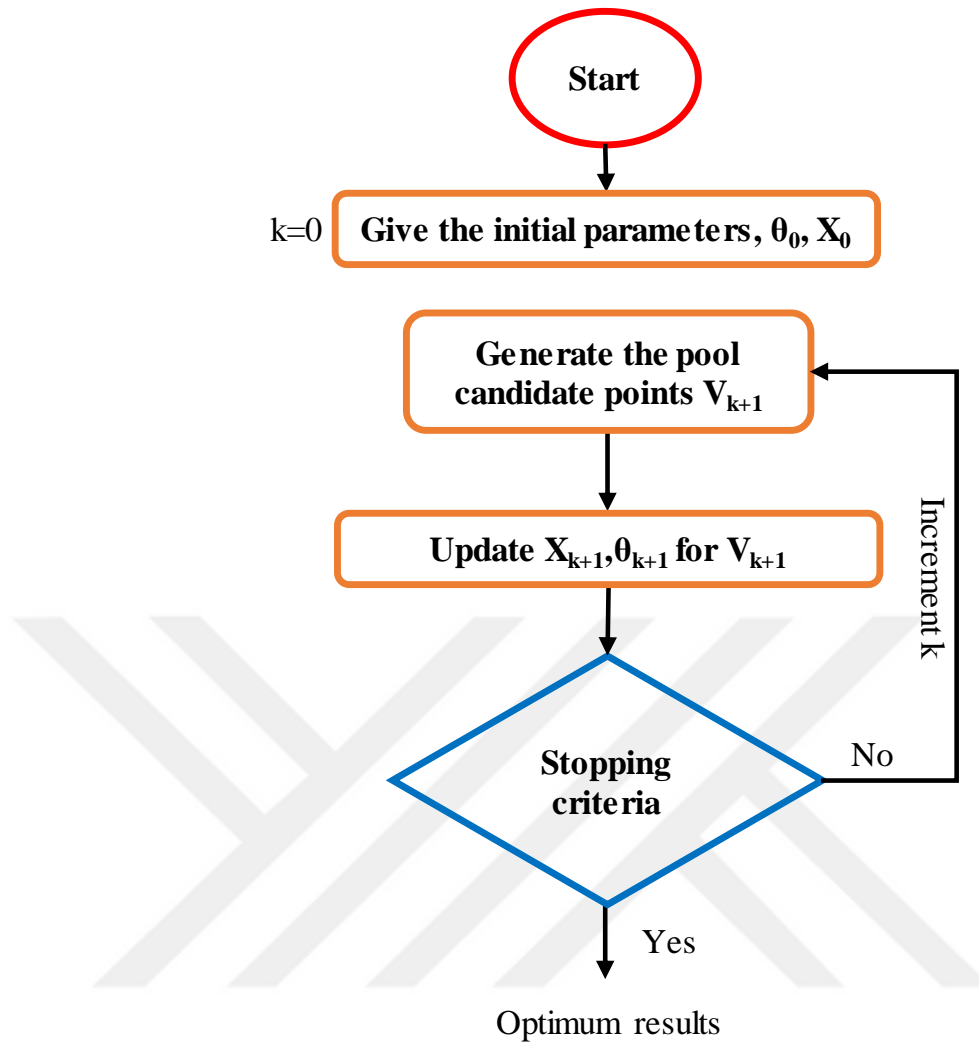 Start
k=0
Give the initial parameters, θ₀, X₀
Generate the pool
candidate points Vₖ₊₁
Update Xₖ₊₁,θₖ₊₁ for Vₖ₊₁
Increment k
Stopping
criteria
No
Yes
Optimum results